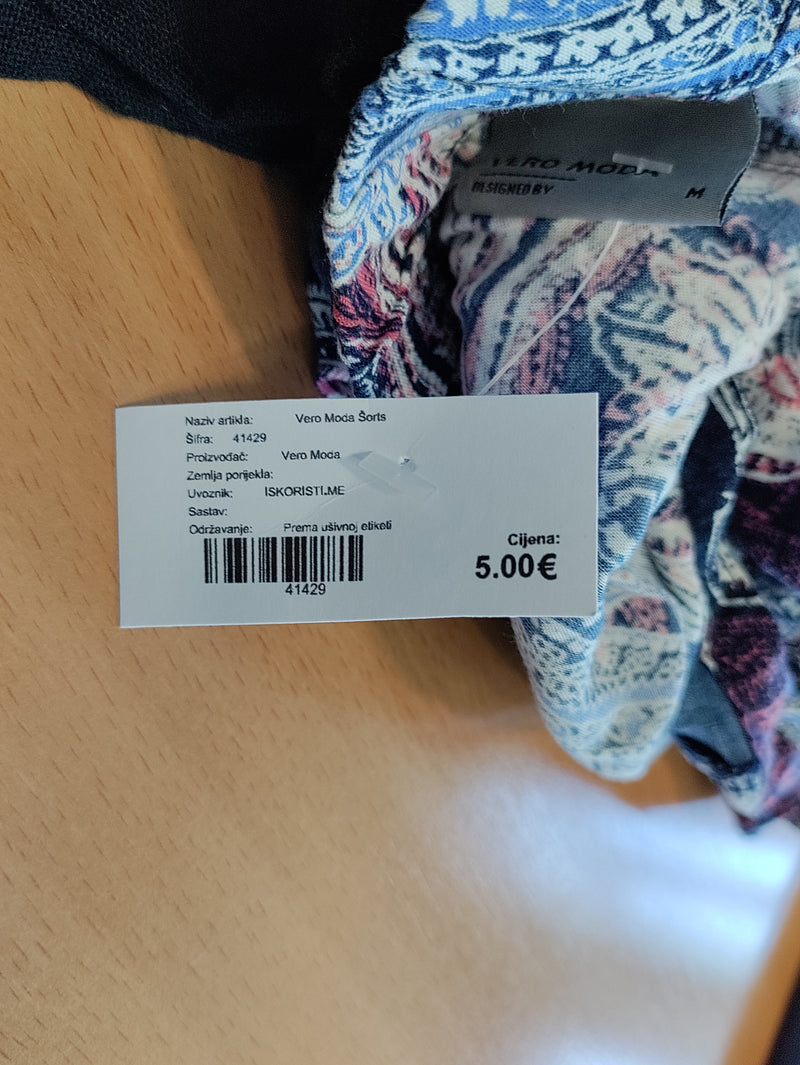 VERO MODA
DESIGNED BY
M
Naziv artikla: Vero Moda Šorts
Šifra: 41429
Proizvođač: Vero Moda
Zemlja porijekla:
Uvoznik: ISKORISTI.ME
Sastav:
Održavanje: Prema ušivnoj etiketi
41429
Cijena:
5.00€